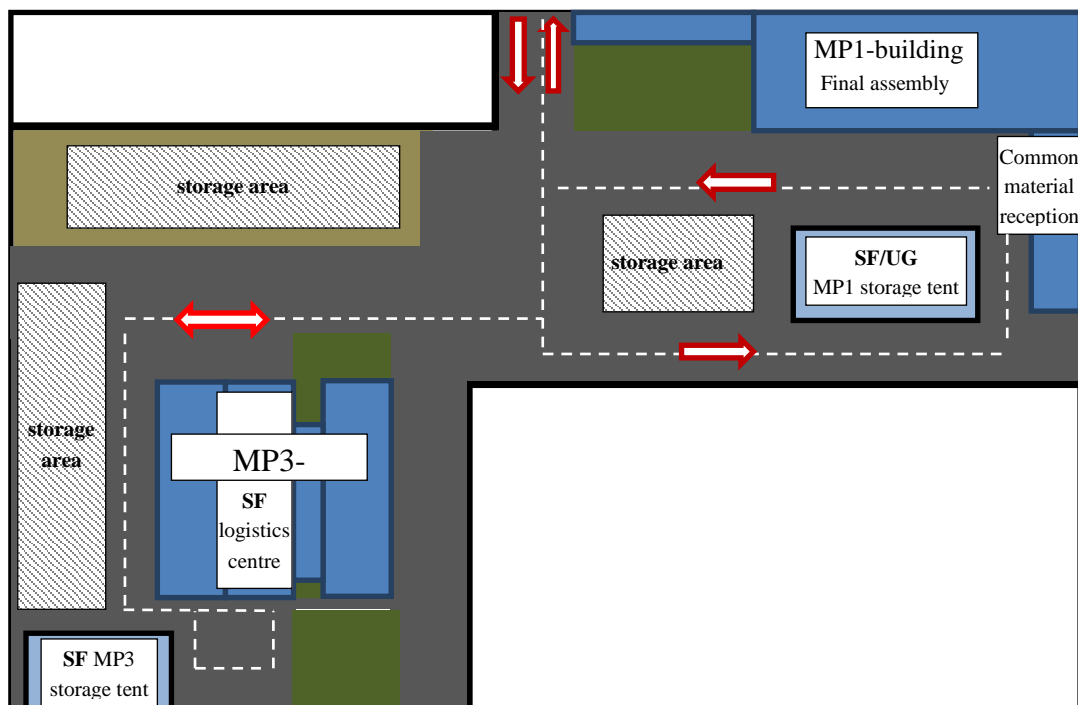 MP1-building
Final assembly
Common
material
reception
storage area
storage area
SF/UG
MP1 storage tent
storage
area
MP3-
SF
logistics
centre
SF MP3
storage tent